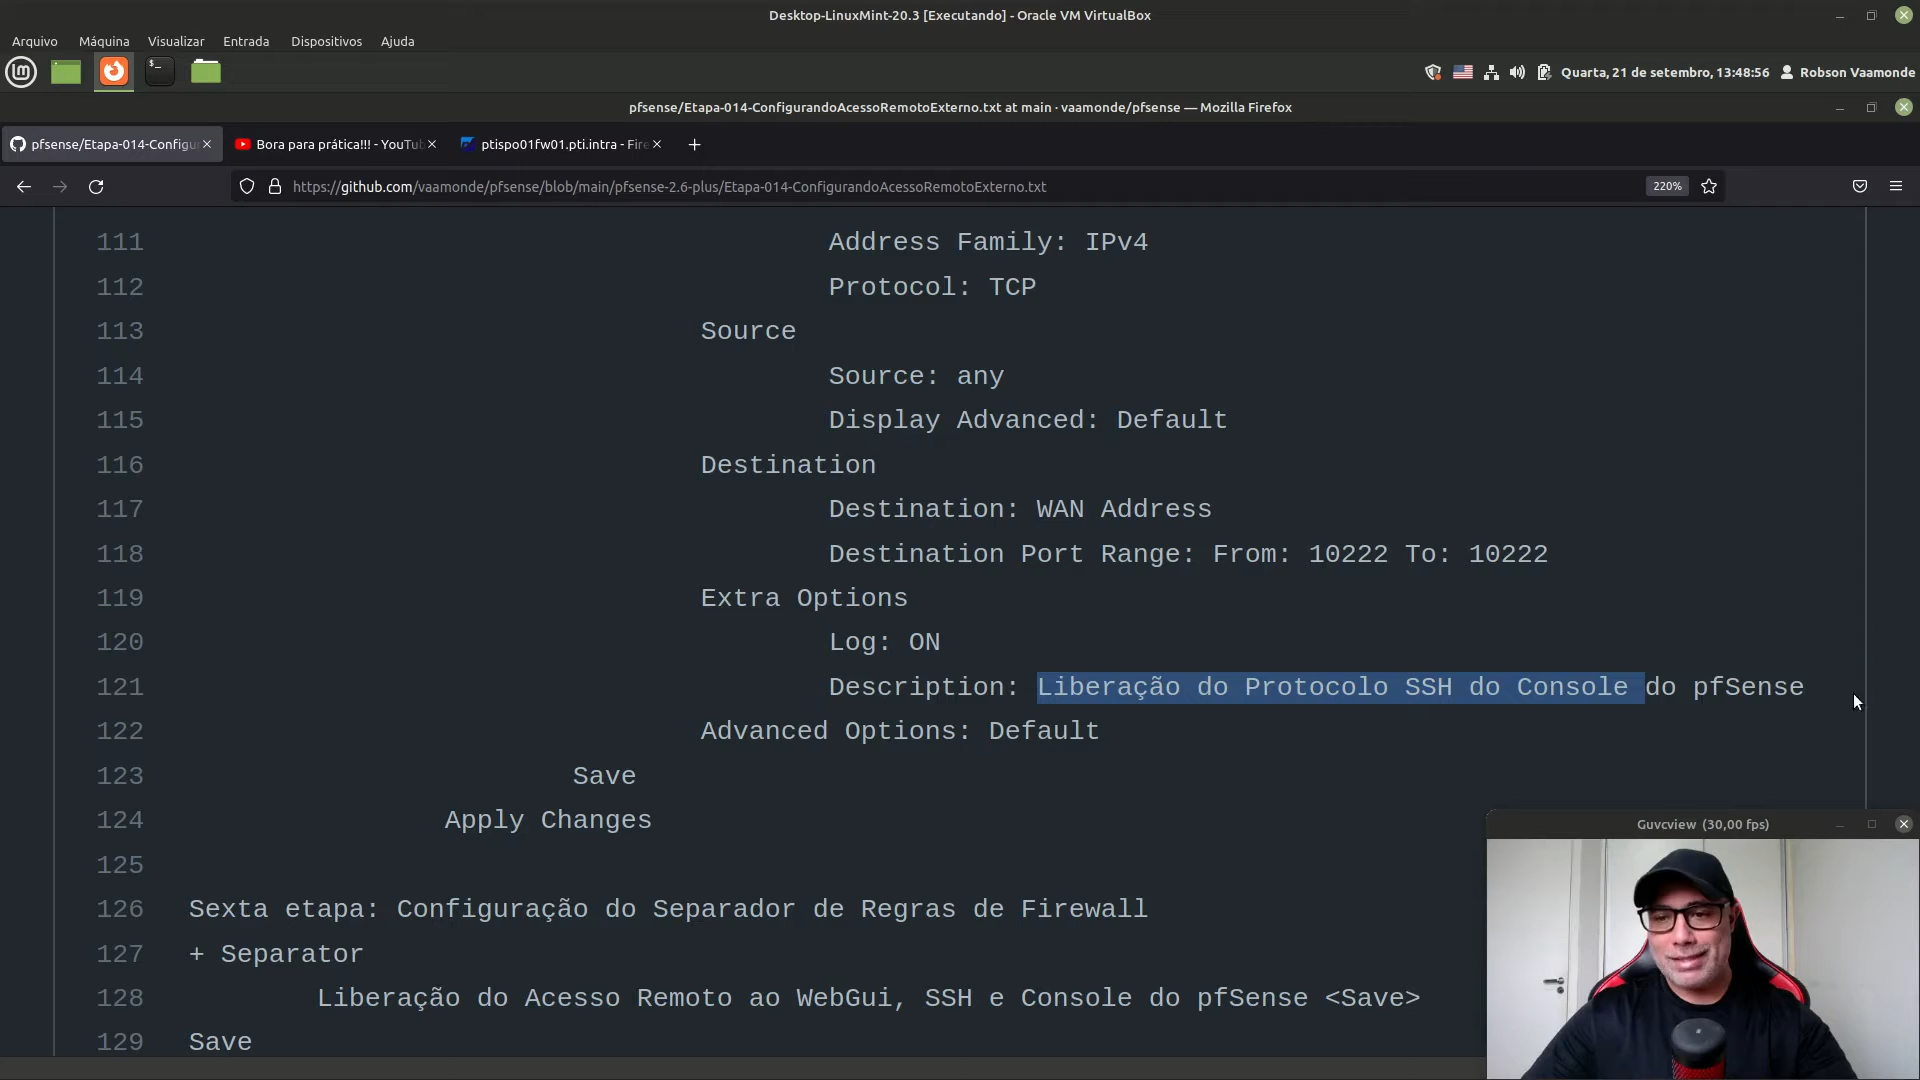 Desktop-LinuxMint-20.3 [Executando] - Oracle VM VirtualBox
Arquivo Máquina Visualizar Entrada Dispositivos Ajuda
Quarta, 21 de setembro, 13:48:56 Robson Vaamonde
pfsense/Etapa-014-ConfigurandoAcessoRemotoExterno.txt at main · vaamonde/pfsense — Mozilla Firefox
pfsense/Etapa-014-Configu Bora para prática!!! - YouTub ptispo01fw01.pti.intra - Fire
https://github.com/vaamonde/pfsense/blob/main/pfsense-2.6-plus/Etapa-014-ConfigurandoAcessoRemotoExterno.txt 220%
111 Address Family: IPv4
112 Protocol: TCP
113 Source
114 Source: any
115 Display Advanced: Default
116 Destination
117 Destination: WAN Address
118 Destination Port Range: From: 10222 To: 10222
119 Extra Options
120 Log: ON
121 Description: Liberação do Protocolo SSH do Console do pfSense
122 Advanced Options: Default
123 Save
124 Apply Changes
125
126 Sexta etapa: Configuração do Separador de Regras de Firewall
127 + Separator
128 Liberação do Acesso Remoto ao WebGui, SSH e Console do pfSense <Save>
129 Save
Guvcview (30,00 fps)